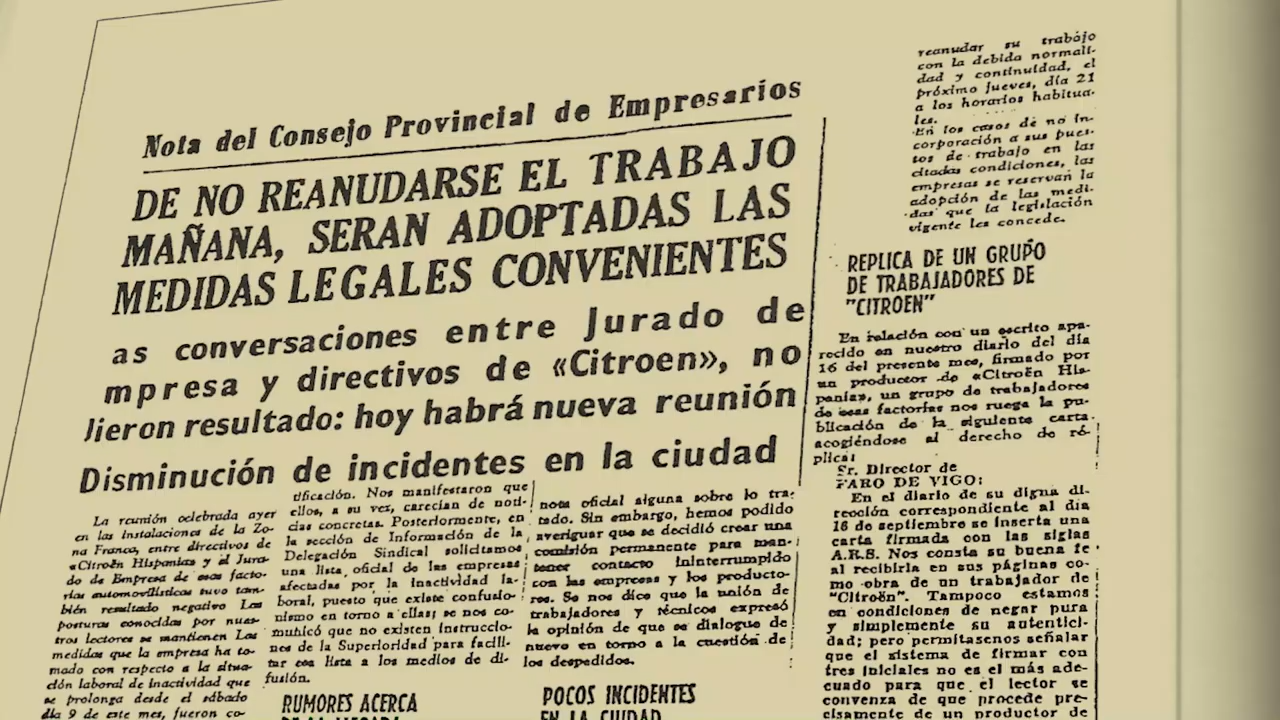 Nota del Consejo Provincial de Empresarios
DE NO REANUDARSE EL TRABAJO
MAÑANA, SERAN ADOPTADAS LAS
MEDIDAS LEGALES CONVENIENTES
as conversaciones entre Jurado de
mpresa y directivos de «Citroen», no
dieron resultado: hoy habrá nueva reunión
Disminución de incidentes en la ciudad
La reunión celebrada ayer
en las instalaciones de la Zo-
na Franca, entre directivos de
«Citroën Hispania» y el Jura-
do de Empresa de esas facto-
rías automovilísticas tuvo tam-
bién resultado negativo Las
posturas conocidas por nues-
tros lectores se mantienen Las
medidas que la empresa ha to-
mado con respecto a la situa-
ción laboral de inactividad que
se prolonga desde el sábado
día 9 de este mes, fueron co-
tificación. Nos manifestaron que
ellos, a su vez, carecían de noti-
cias concretas. Posteriormente, en
la sección de Información de la
Delegación Sindical solicitamos
una lista oficial de las empresas
afectadas por la inactividad la-
boral, puesto que existe confusio-
nismo en torno a ellas; se nos co-
municó que no existen instruccio-
nes de la Superioridad para facili-
tar esa lista a los medios de di-
fusión.
RUMORES ACERCA
nota oficial alguna sobre lo tra-
tado. Sin embargo, hemos podido
averiguar que se decidió crear una
comisión permanente para man-
tener contacto ininterrumpido
con las empresas y los producto-
res. Se nos dice que la unión de
trabajadores y técnicos expresó
la opinión de que se dialogue de
nuevo en torno a la cuestión de
los despedidos.
POCOS INCIDENTES
EN LA CIUDAD
reanudar su trabajo
con la debida normali-
dad y continuidad, el
próximo jueves, día 21
a los horarios habitua-
les.
En los casos de no in-
corporación a sus pues-
tos de trabajo en las
citadas condiciones, las
empresas se reservan la
adopción de las medi-
das que la legislación
vigente les concede.
REPLICA DE UN GRUPO
DE TRABAJADORES DE
"CITROEN"
En relación con un escrito apa-
recido en nuestro diario del día
16 del presente mes, firmado por
un productor de «Citroën His-
pania», un grupo de trabajadores
de esas factorías nos ruega la pu-
blicación de la siguiente carta
acogiéndose al derecho de ré-
plica:
Sr. Director de
FARO DE VIGO:
En el diario de su digna di-
rección correspondiente al día
16 de septiembre se inserta una
carta firmada con las siglas
A.R.S. Nos consta su buena fe
al recibirla en sus páginas co-
mo obra de un trabajador de
"Citroën". Tampoco estamos
en condiciones de negar pura
y simplemente su autentici-
dad; pero permítasenos señalar
que el sistema de firmar con
tres iniciales no es el más ade-
cuado para que el lector se
convenza de que procede pre-
cisamente de un productor de